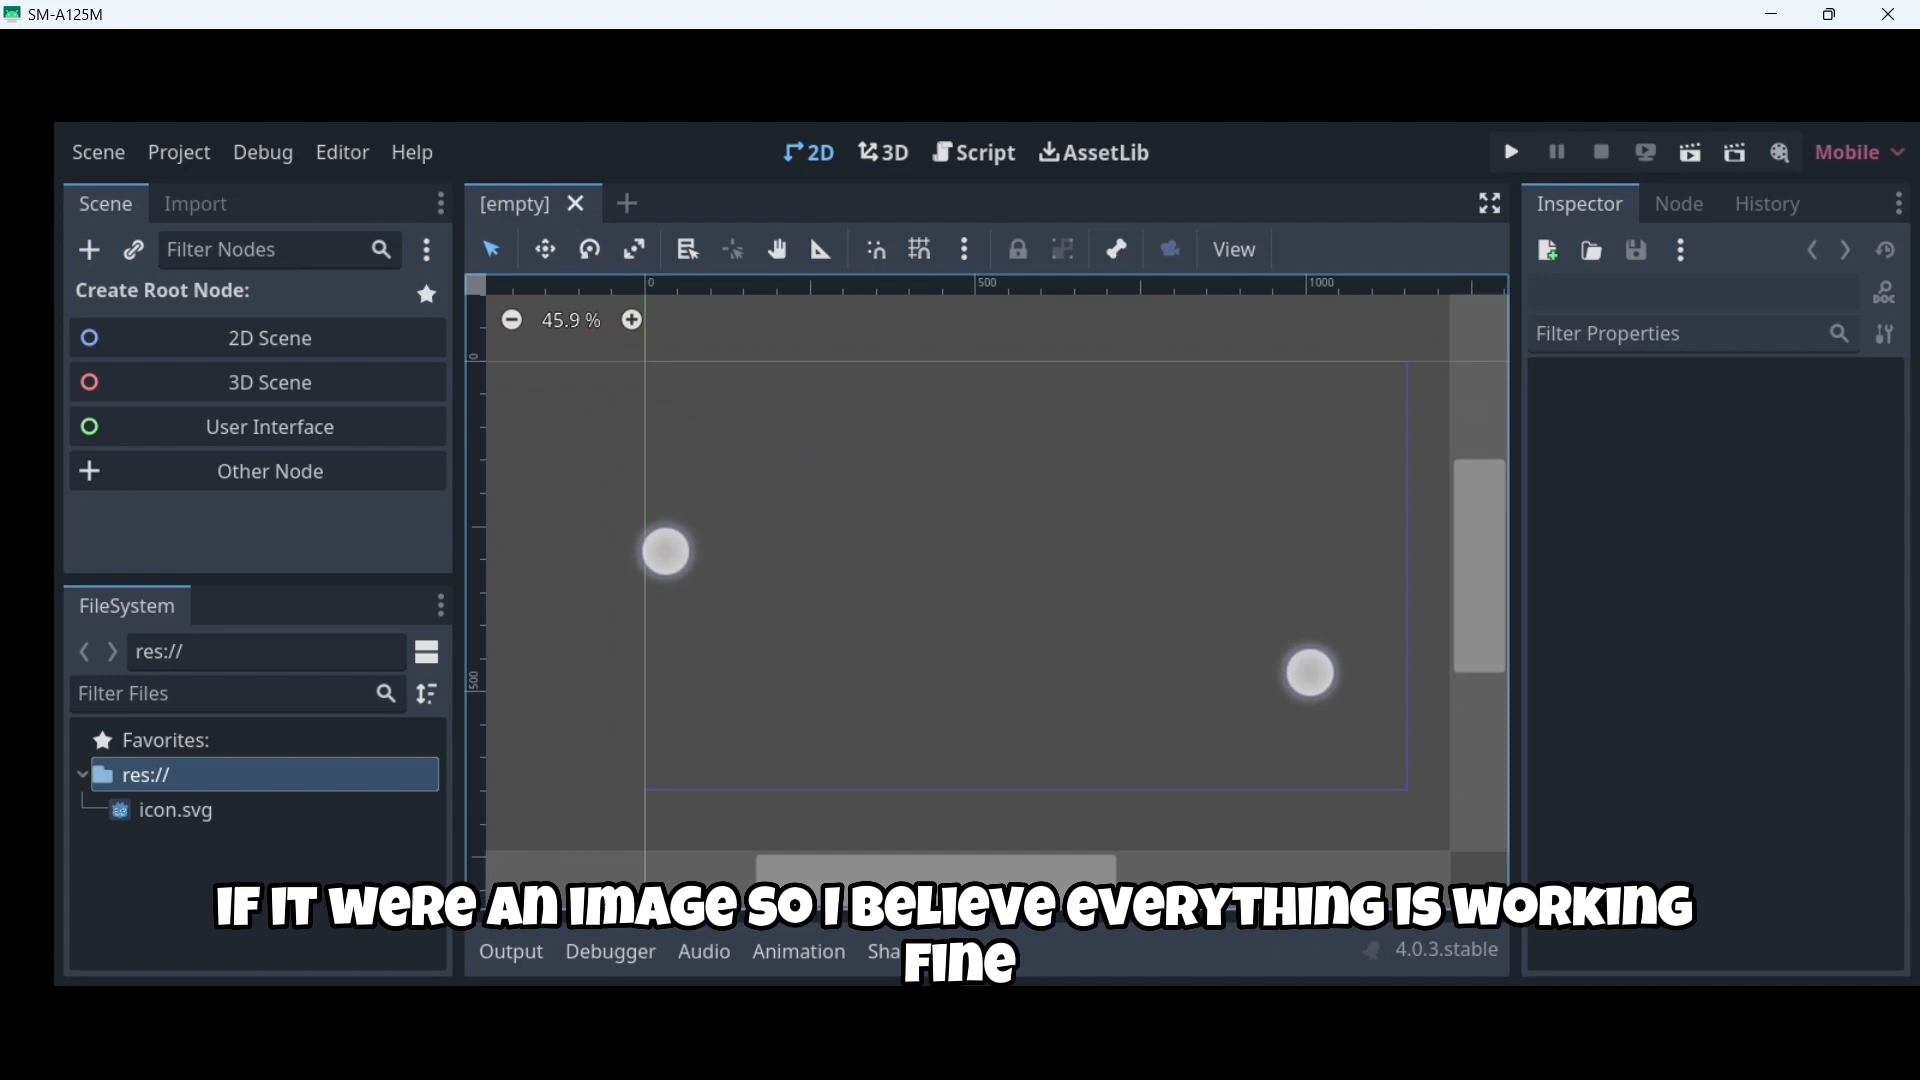 SM-A125M
Scene Project Debug Editor Help
2D 3D Script AssetLib
Mobile
Scene Import
[empty]
Inspector Node History
Filter Nodes
View
Create Root Node:
0 500 1000
45.9 %
DOC
2D Scene
Filter Properties
0
3D Scene
User Interface
Other Node
FileSystem
res://
500
Filter Files
Favorites:
res://
icon.svg
IF IT WERE AN IMAGE SO I BELIEVE EVERYTHING IS WORKING
FINE
Output Debugger Audio Animation Sha
4.0.3.stable